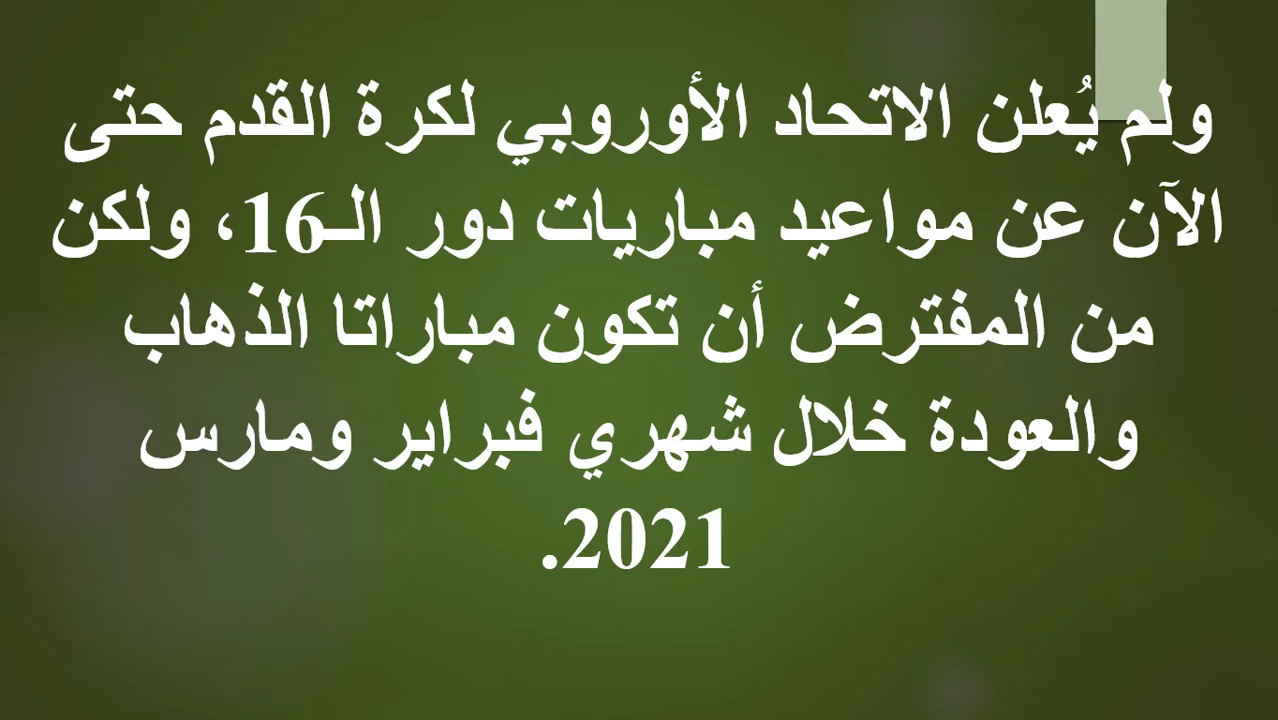 ولم يُعلن الاتحاد الأوروبي لكرة القدم حتى
الآن عن مواعيد مباريات دور الـ16، ولكن
من المفترض أن تكون مباراتا الذهاب
والعودة خلال شهري فبراير ومارس
2021.